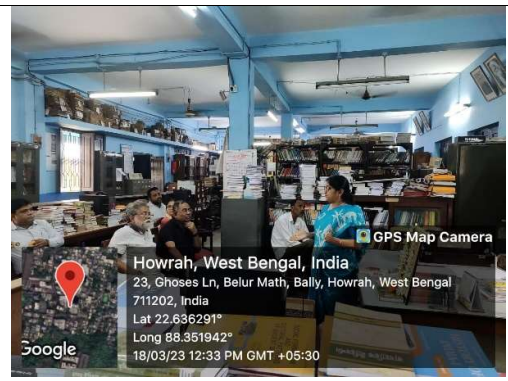 GPS Map Camera
Howrah, West Bengal, India
23, Ghoses Ln, Belur Math, Bally, Howrah, West Bengal
711202, India
Lat 22.636291°
Long 88.351942°
18/03/23 12:33 PM GMT +05:30
Google